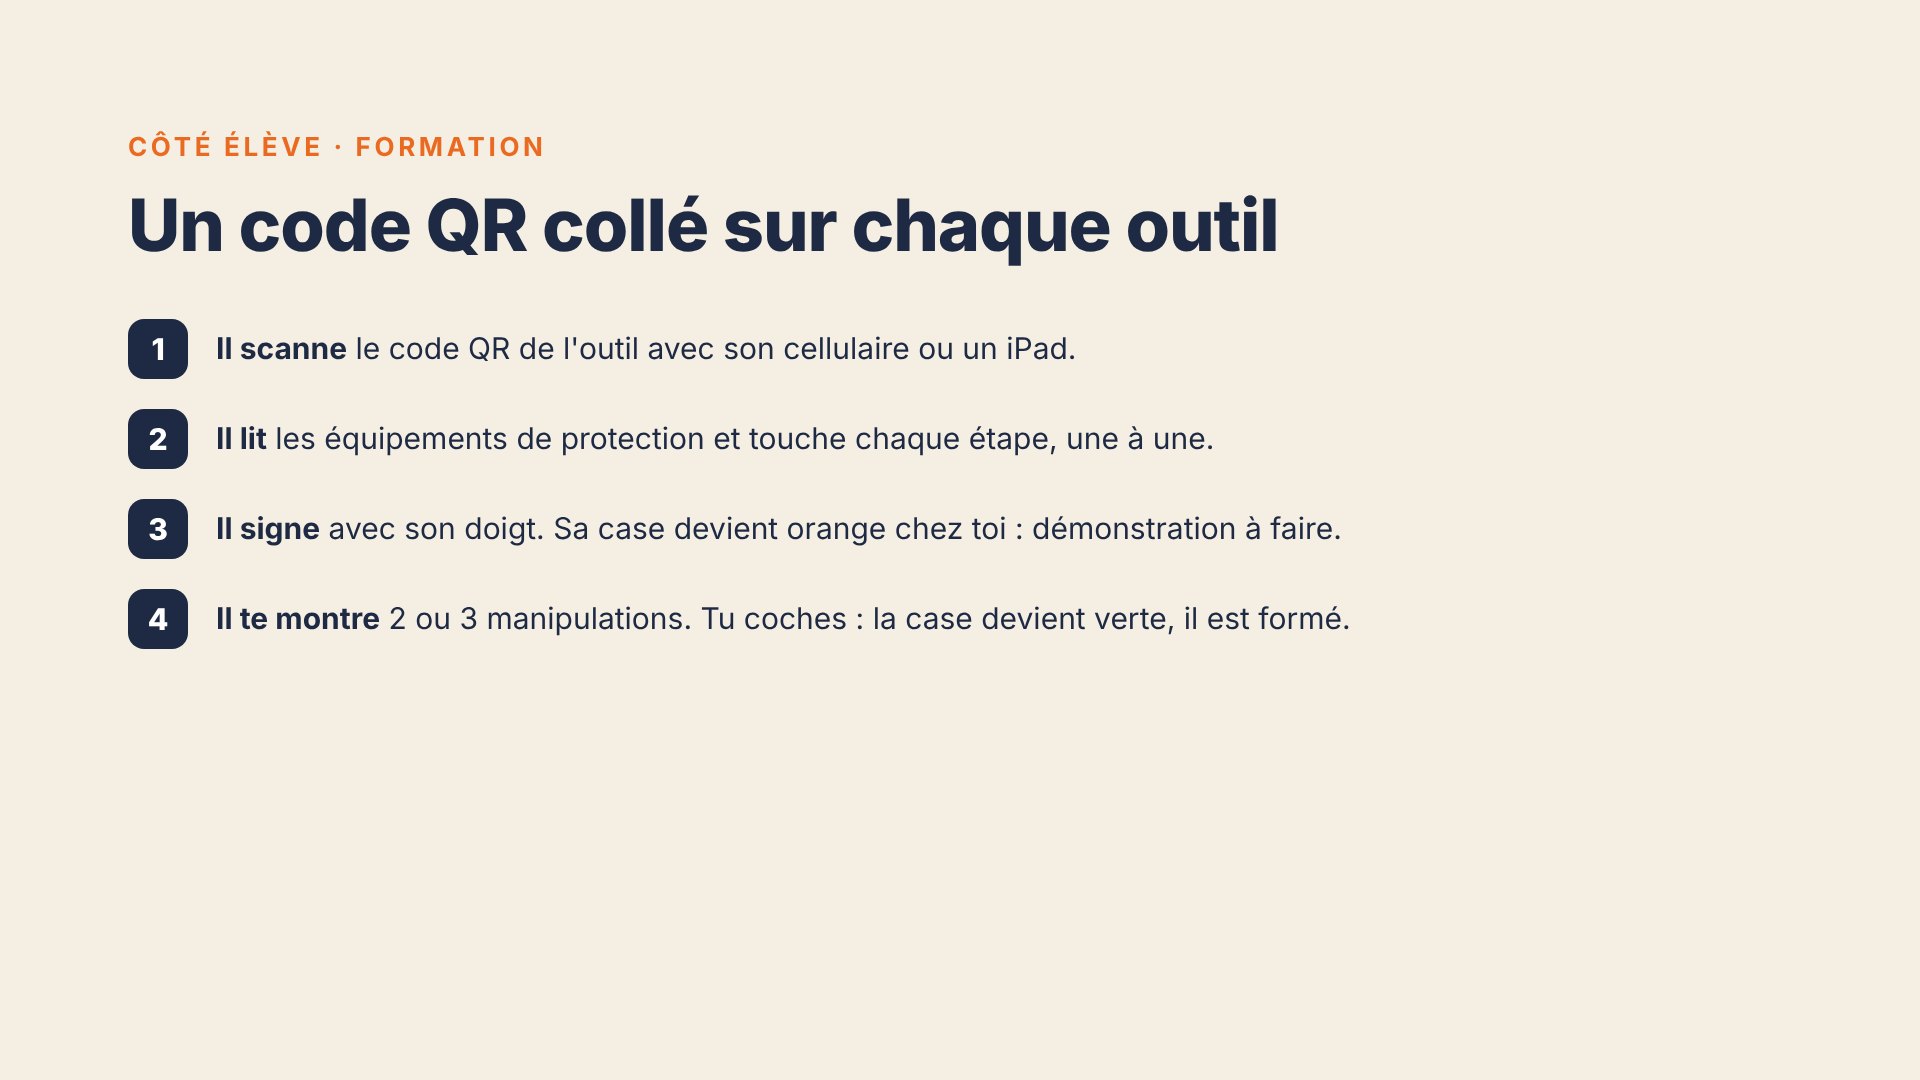 CÔTÉ ÉLÈVE · FORMATION
Un code QR collé sur chaque outil
1 Il scanne le code QR de l'outil avec son cellulaire ou un iPad.
2 Il lit les équipements de protection et touche chaque étape, une à une.
3 Il signe avec son doigt. Sa case devient orange chez toi : démonstration à faire.
4 Il te montre 2 ou 3 manipulations. Tu coches : la case devient verte, il est formé.